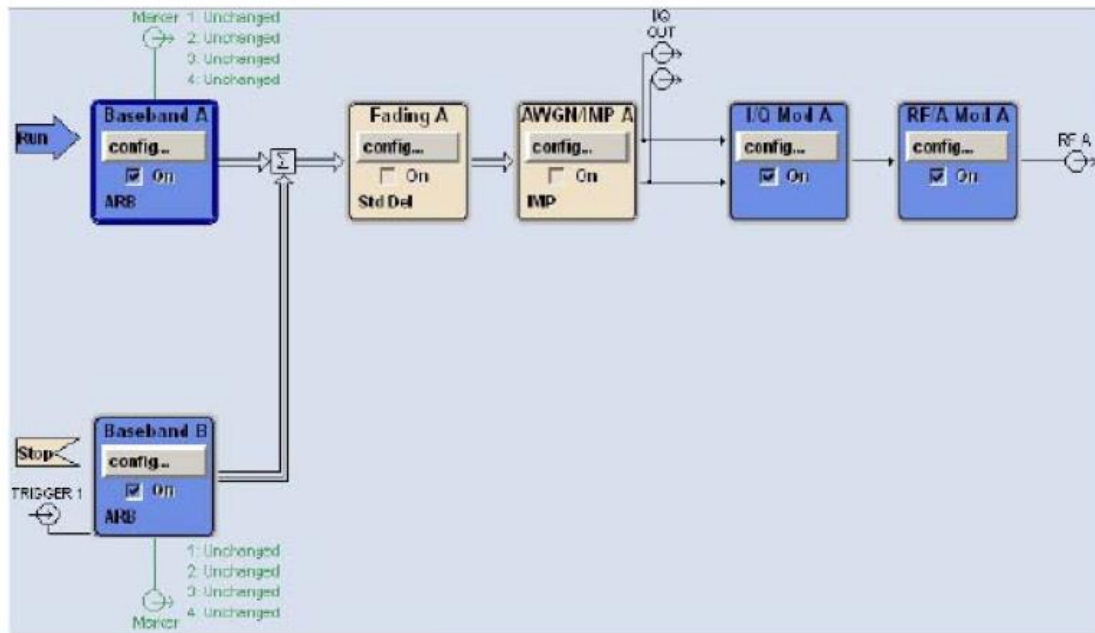 Marker 1: Unchanged
2: Unchanged
3: Unchanged
4: Unchanged
I/Q
OUT
Run
Baseband A
config...
On
ARB
Σ
Fading A
config...
On
Std Del
AWGN/IMP A
config...
On
IMP
I/Q Mod A
config...
On
RF/A Mod A
config...
On
RF A
Stop
TRIGGER 1
Baseband B
config...
On
ARB
1: Unchanged
2: Unchanged
3: Unchanged
Marker 4: Unchanged